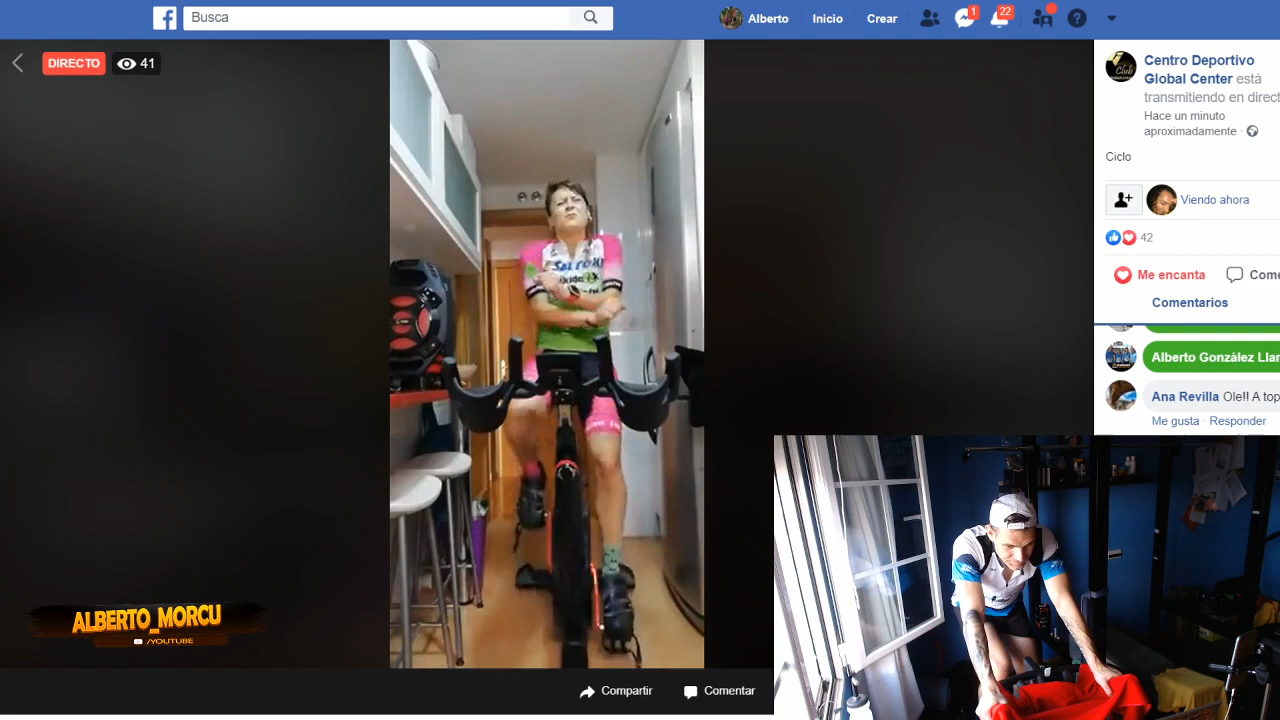 Busca
Alberto
Inicio
Crear
1
22
DIRECTO
41
Centro Deportivo
Global Center está
transmitiendo en direct
Hace un minuto
aproximadamente ·
Ciclo
Viendo ahora
42
Me encanta
Come
Comentarios
Alberto González Llan
Ana Revilla Ole!! A top
Me gusta · Responder
ALBERTO_MORCU
/YOUTUBE
Compartir
Comentar